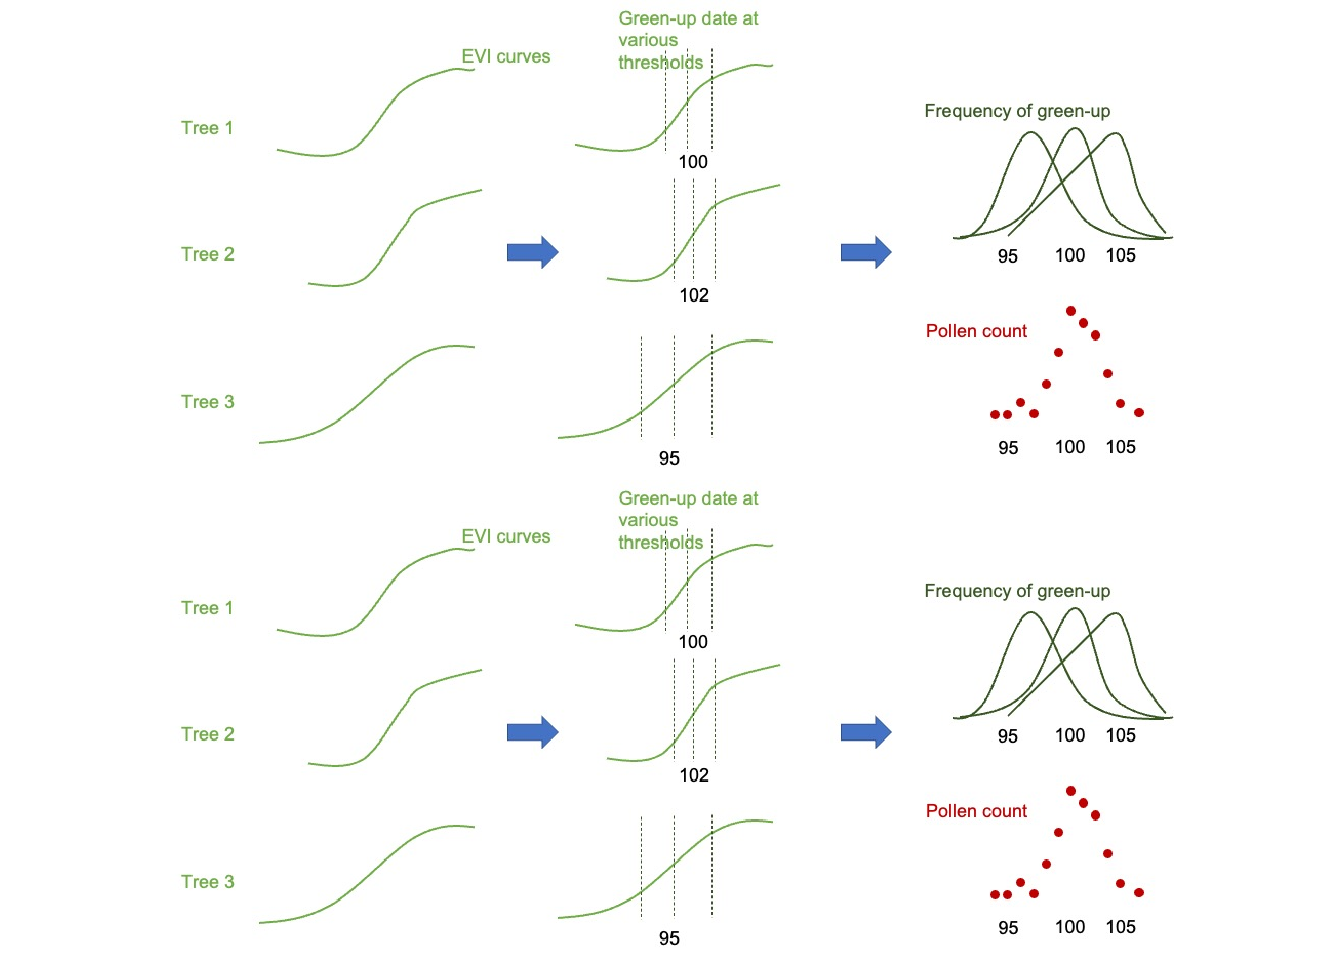 Green-up date at
various
thresholds
EVI curves
Tree 1
100
Frequency of green-up
Tree 2
102
95 100 105
Pollen count
Tree 3
95
95 100 105
Green-up date at
various
thresholds
EVI curves
Tree 1
100
Frequency of green-up
Tree 2
102
95 100 105
Pollen count
Tree 3
95
95 100 105